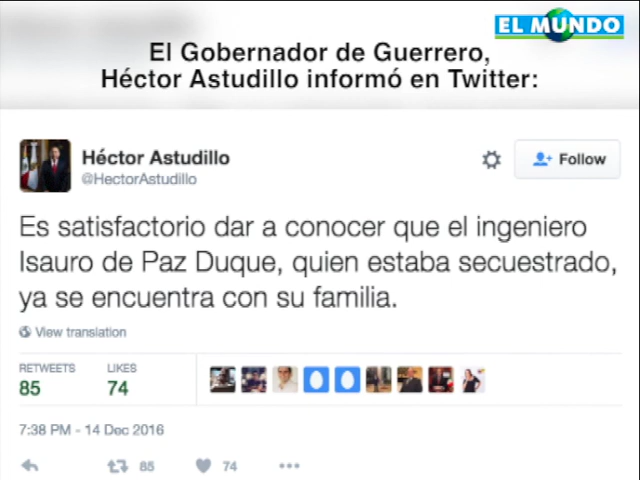 EL MUNDO
El Gobernador de Guerrero,
Héctor Astudillo informó en Twitter:
Héctor Astudillo
@HectorAstudillo
Follow
Es satisfactorio dar a conocer que el ingeniero
Isauro de Paz Duque, quien estaba secuestrado,
ya se encuentra con su familia.
View translation
RETWEETS LIKES
85 74
7:38 PM - 14 Dec 2016
85 74